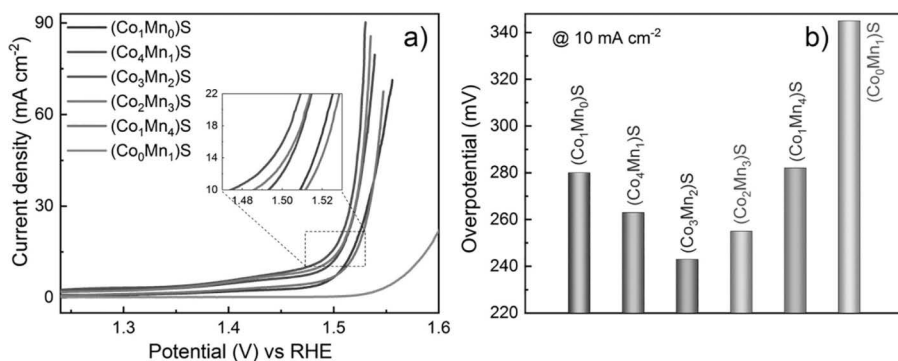 a)
(Co₁Mn₀)S
(Co₄Mn₁)S
(Co₃Mn₂)S
(Co₂Mn₃)S
(Co₁Mn₄)S
(Co₀Mn₁)S
90
60
30
0
Current density (mA cm⁻²)
22
18
14
10
1.48 1.50 1.52
1.3 1.4 1.5 1.6
Potential (V) vs RHE
b)
@ 10 mA cm⁻²
340
320
300
280
260
240
220
Overpotential (mV)
(Co₁Mn₀)S
(Co₄Mn₁)S
(Co₃Mn₂)S
(Co₂Mn₃)S
(Co₁Mn₄)S
(Co₀Mn₁)S